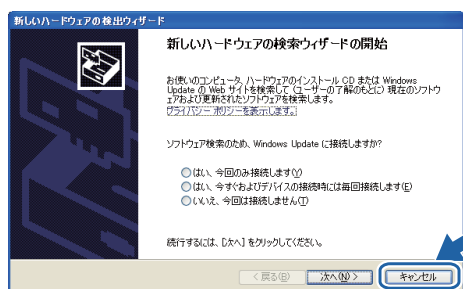 新しいハードウェアの検出ウィザード
新しいハードウェアの検索ウィザードの開始
お使いのコンピュータ、ハードウェアのインストール CD または Windows
Update の Web サイトを検索して（ユーザーの了解のもとに）現在のソフトウ
ェアおよび更新されたソフトウェアを検索します。
プライバシー ポリシーを表示します。
ソフトウェア検索のため、Windows Update に接続しますか?
はい、今回のみ接続します(Y)
はい、今すぐおよびデバイスの接続時には毎回接続します(E)
いいえ、今回は接続しません(T)
続行するには、[次へ] をクリックしてください。
< 戻る(B) 次へ(N) > キャンセル